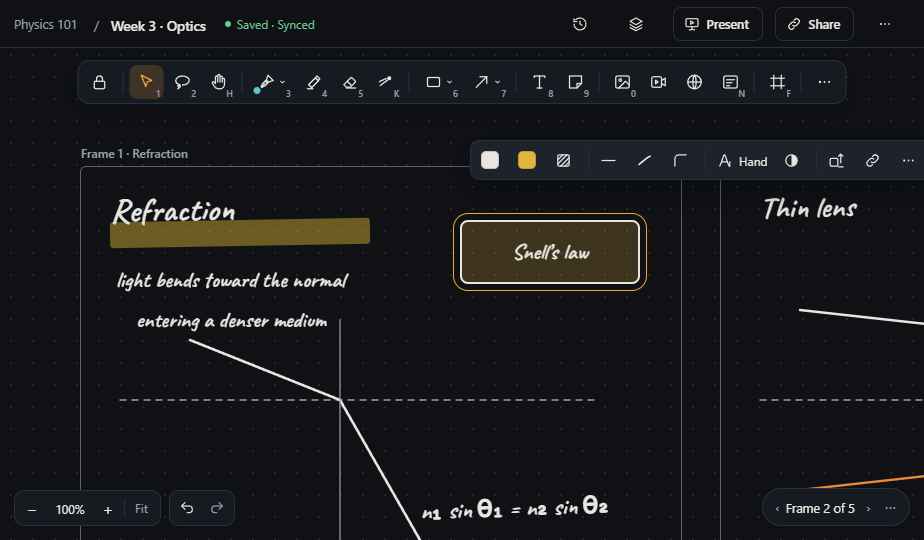 Physics 101 / Week 3 · Optics Saved · Synced Present Share
1 2 H 3 4 5 K 6 7 8 9 0 N F
Frame 1 · Refraction
Hand
Refraction
Thin lens
Snell's law
light bends toward the normal
entering a denser medium
n1 sin θ1 = n2 sin θ2
100% Fit
Frame 2 of 5